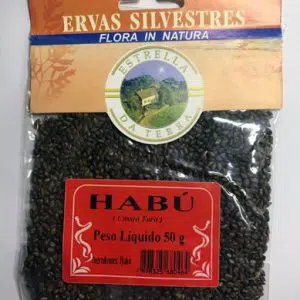 ERVAS SILVESTRES
FLORA IN NATURA
ESTRELLA
DA TERRA
HABÚ
Peso Líquido 50 g